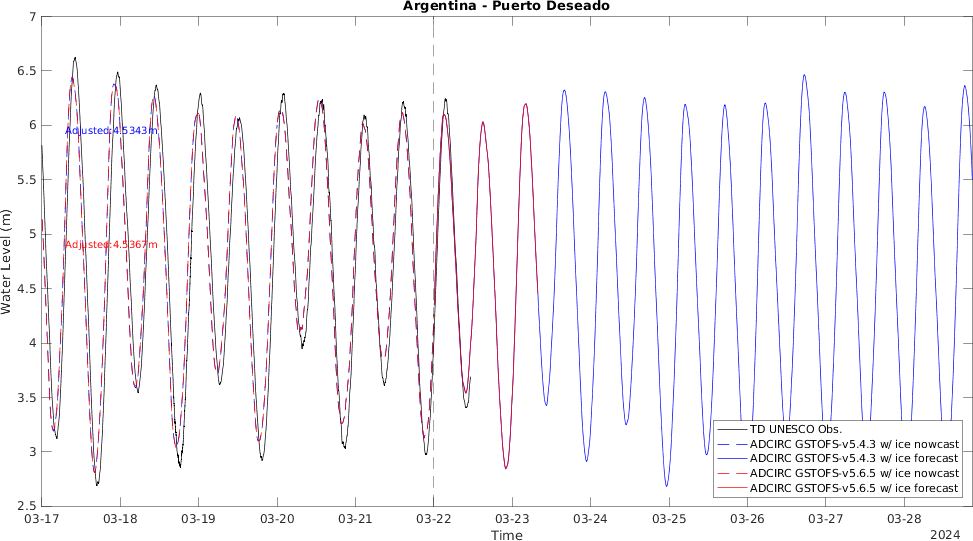 Argentina - Puerto Deseado
7
6.5
6
5.5
5
4.5
4
3.5
3
2.5
Water Level (m)
Adjusted:4.5343m
Adjusted:4.5367m
TD UNESCO Obs.
ADCIRC GSTOFS-v5.4.3 w/ ice nowcast
ADCIRC GSTOFS-v5.4.3 w/ ice forecast
ADCIRC GSTOFS-v5.6.5 w/ ice nowcast
ADCIRC GSTOFS-v5.6.5 w/ ice forecast
03-17 03-18 03-19 03-20 03-21 03-22 03-23 03-24 03-25 03-26 03-27 03-28
Time
2024